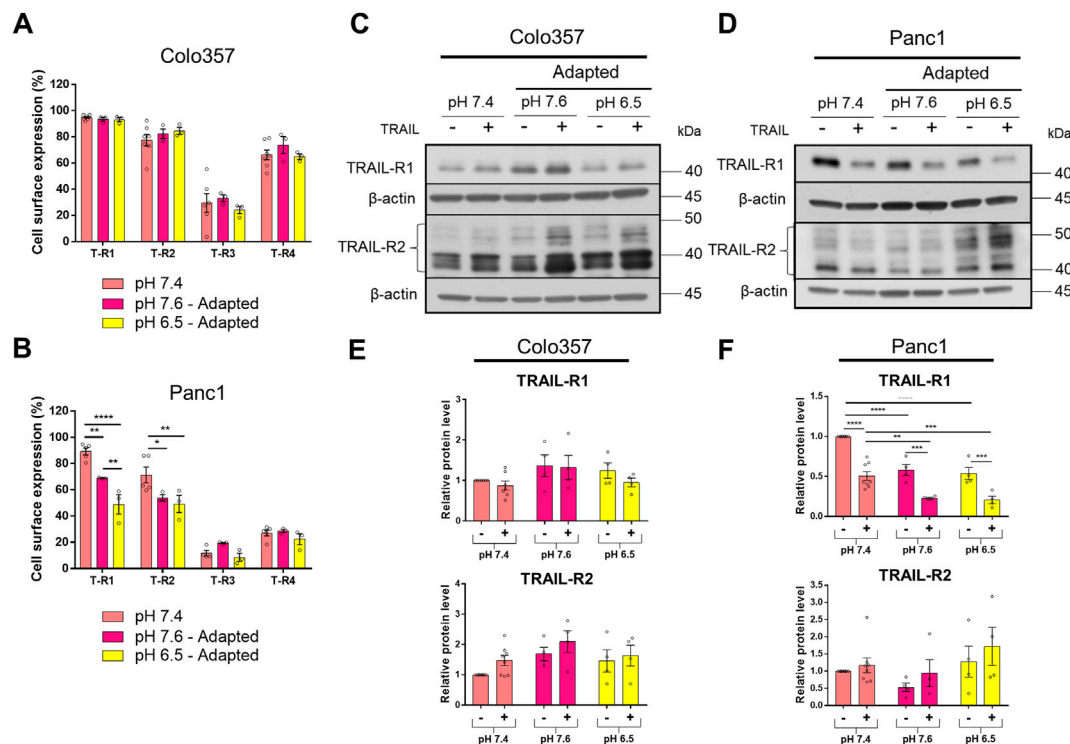 A
Colo357
Cell surface expression (%)
120
100
80
60
40
20
0
T-R1 T-R2 T-R3 T-R4
pH 7.4
pH 7.6 - Adapted
pH 6.5 - Adapted
B
Panc1
Cell surface expression (%)
120
100
80
60
40
20
0
****
**
**
**
*
T-R1 T-R2 T-R3 T-R4
pH 7.4
pH 7.6 - Adapted
pH 6.5 - Adapted
C
Colo357
Adapted
pH 7.4 pH 7.6 pH 6.5
TRAIL - + - + - + kDa
TRAIL-R1 40
β-actin 45
50
TRAIL-R2 40
β-actin 45
D
Panc1
Adapted
pH 7.4 pH 7.6 pH 6.5
TRAIL - + - + - + kDa
TRAIL-R1 40
β-actin 45
50
TRAIL-R2 40
β-actin 45
E
Colo357
TRAIL-R1
Relative protein level
3
2
1
0
- + - + - +
pH 7.4 pH 7.6 pH 6.5
TRAIL-R2
Relative protein level
4
3
2
1
0
- + - + - +
pH 7.4 pH 7.6 pH 6.5
F
Panc1
TRAIL-R1
Relative protein level
1.5
1.0
0.5
0.0
****
****
***
**
***
***
- + - + - +
pH 7.4 pH 7.6 pH 6.5
TRAIL-R2
Relative protein level
3.5
3.0
2.5
2.0
1.5
1.0
0.5
0.0
- + - + - +
pH 7.4 pH 7.6 pH 6.5